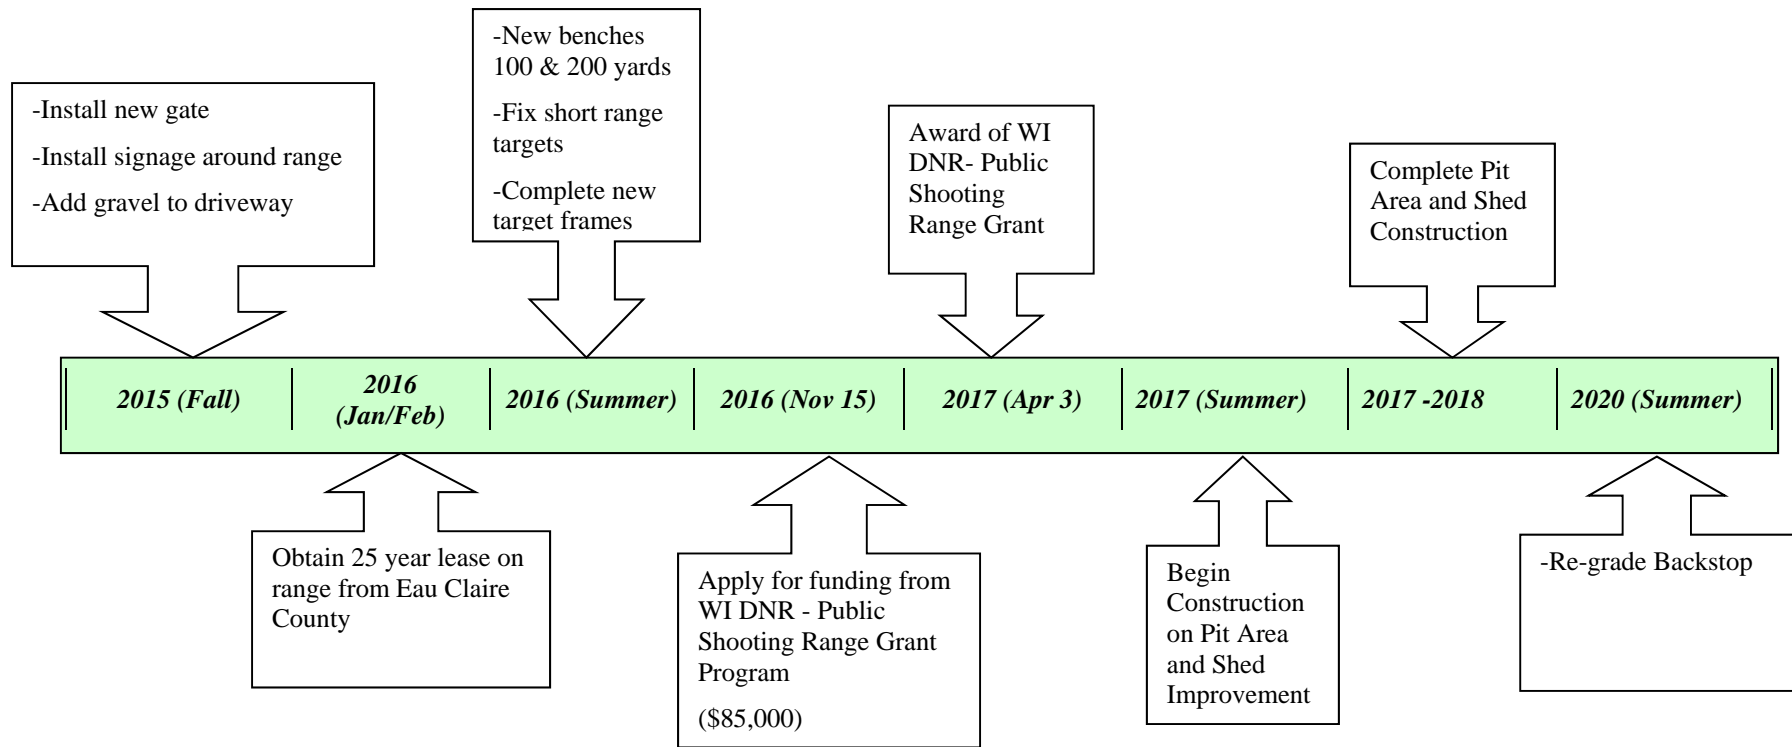 -New benches
100 & 200 yards
-Fix short range
targets
-Complete new
target frames
-Install new gate
-Install signage around range
-Add gravel to driveway
Award of WI
DNR- Public
Shooting
Range Grant
Complete Pit
Area and Shed
Construction
2015 (Fall)
2016
(Jan/Feb)
2016 (Summer)
2016 (Nov 15)
2017 (Apr 3)
2017 (Summer)
2017 -2018
2020 (Summer)
Obtain 25 year lease on
range from Eau Claire
County
Apply for funding from
WI DNR - Public
Shooting Range Grant
Program
($85,000)
Begin
Construction
on Pit Area
and Shed
Improvement
-Re-grade Backstop